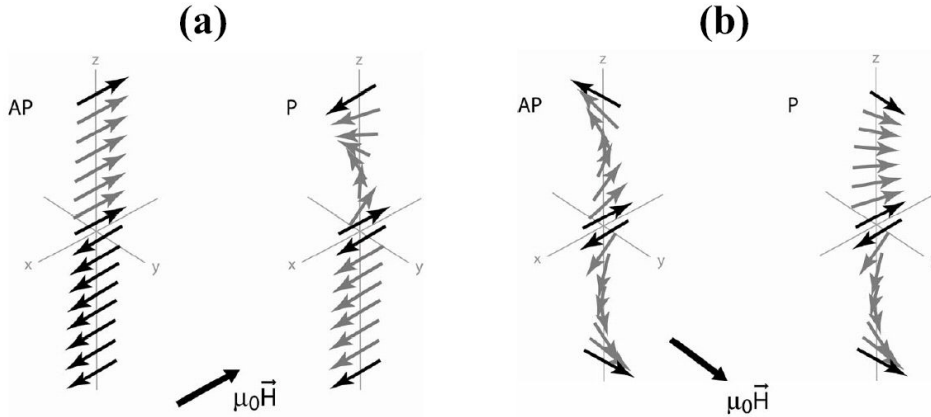 (a) (b)
z z z z
AP P AP P
x y x y x y
μ₀H⃗ μ₀H⃗